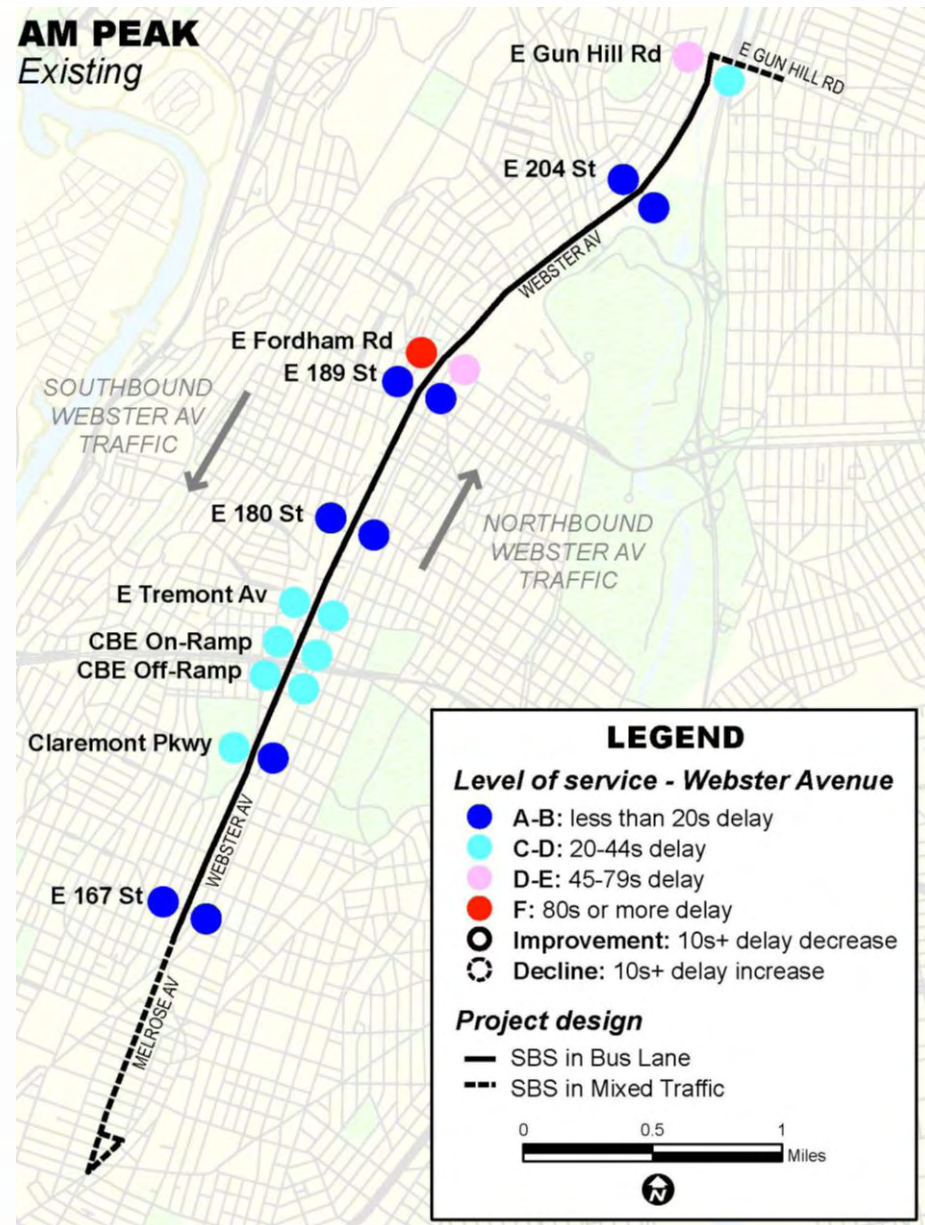 AM PEAK
Existing
E Gun Hill Rd
E GUN HILL RD
E 204 St
WEBSTER AV
E Fordham Rd
E 189 St
SOUTHBOUND
WEBSTER AV
TRAFFIC
E 180 St
NORTHBOUND
WEBSTER AV
TRAFFIC
E Tremont Av
CBE On-Ramp
CBE Off-Ramp
Claremont Pkwy
WEBSTER AV
E 167 St
MELROSE AV
LEGEND
Level of service - Webster Avenue
A-B: less than 20s delay
C-D: 20-44s delay
D-E: 45-79s delay
F: 80s or more delay
Improvement: 10s+ delay decrease
Decline: 10s+ delay increase
Project design
SBS in Bus Lane
SBS in Mixed Traffic
0 0.5 1
Miles
N